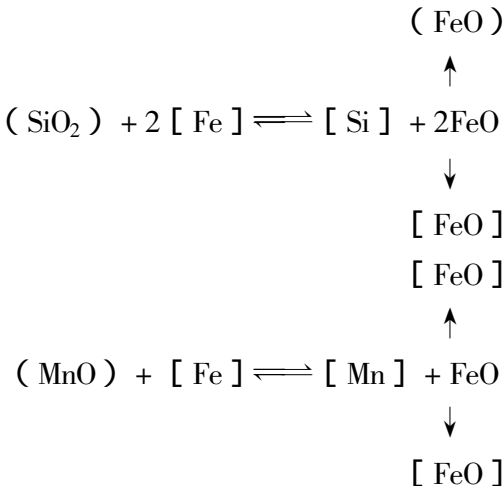 (FeO)
↑
(SiO₂) + 2[Fe] ⇌ [Si] + 2FeO
↓
[FeO]
[FeO]
↑
(MnO) + [Fe] ⇌ [Mn] + FeO
↓
[FeO]